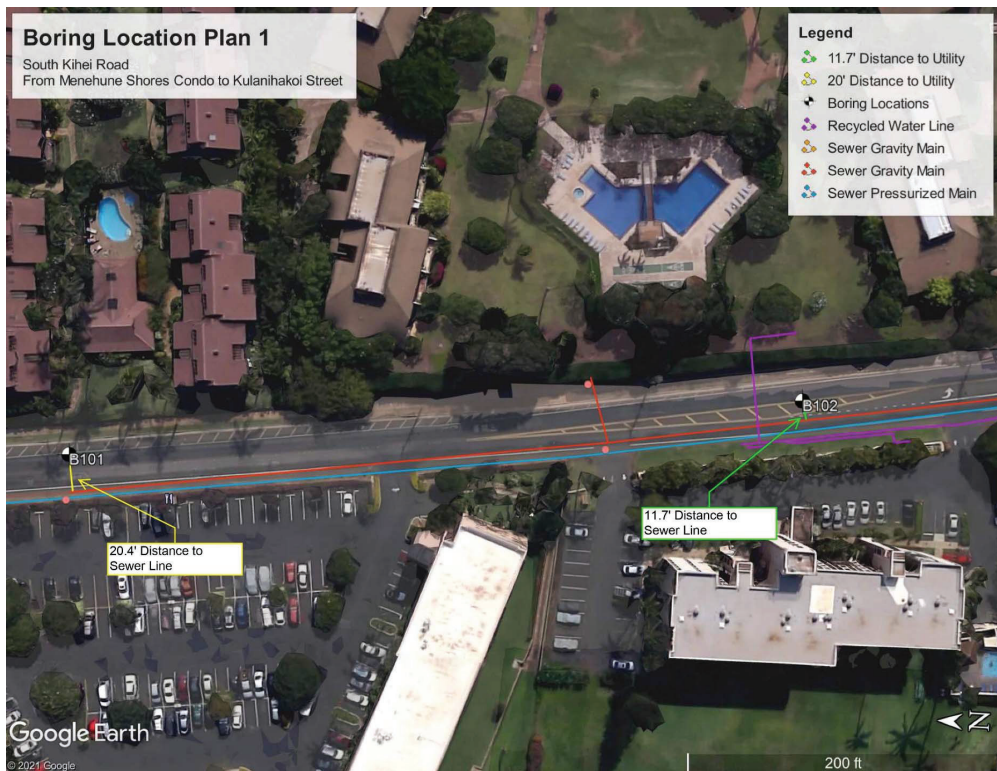 Boring Location Plan 1
South Kihei Road
From Menehune Shores Condo to Kulanihakoi Street
Legend
11.7' Distance to Utility
20' Distance to Utility
Boring Locations
Recycled Water Line
Sewer Gravity Main
Sewer Gravity Main
Sewer Pressurized Main
B102
B101
11.7' Distance to
Sewer Line
20.4' Distance to
Sewer Line
Google Earth
© 2021 Google
N
200 ft